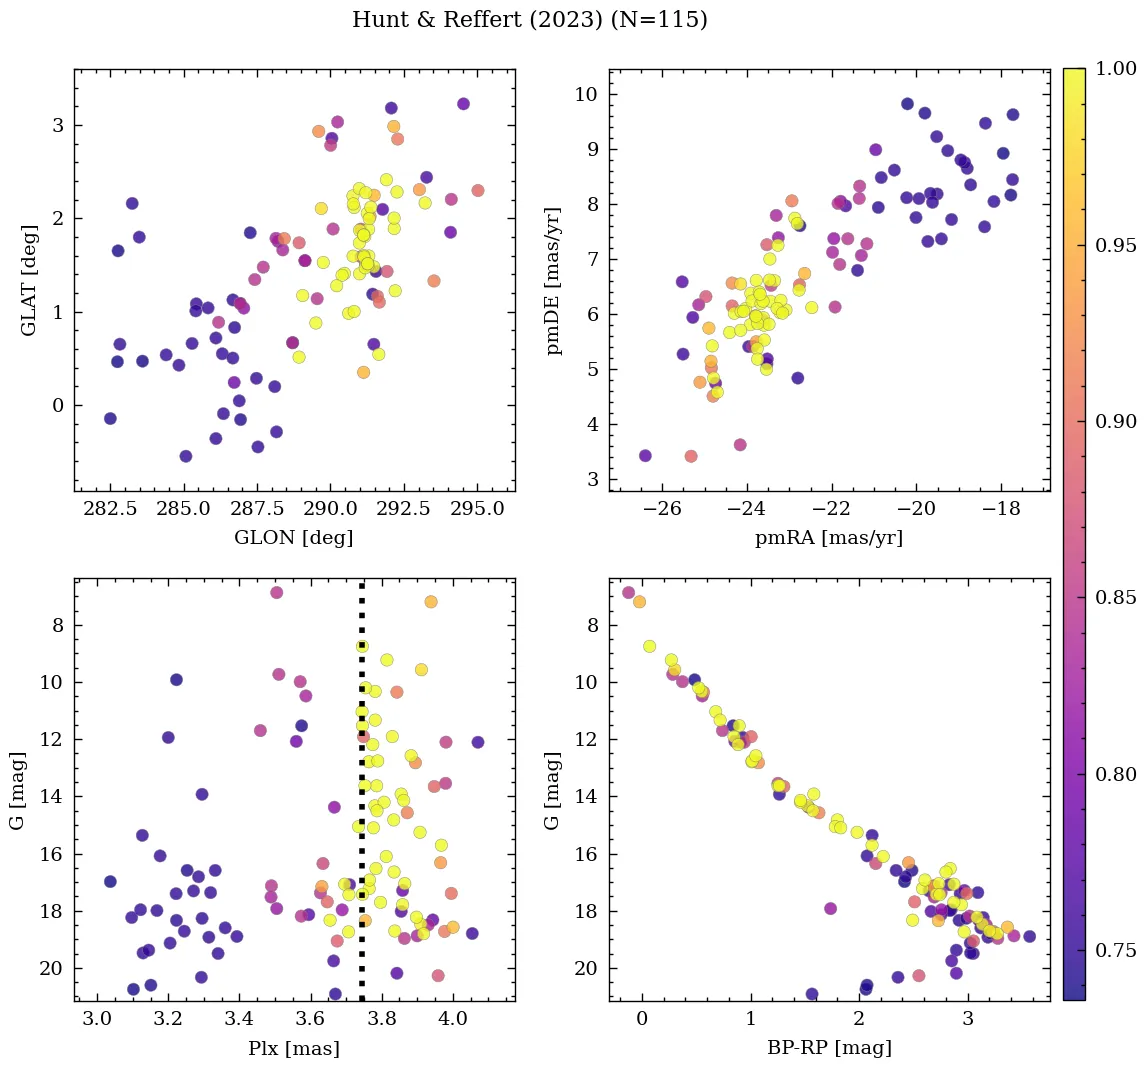 Hunt & Reffert (2023) (N=115)
3
2
1
0
GLAT [deg]
282.5 285.0 287.5 290.0 292.5 295.0
GLON [deg]
10
9
8
7
6
5
4
3
pmDE [mas/yr]
−26 −24 −22 −20 −18
pmRA [mas/yr]
8
10
12
14
16
18
20
G [mag]
3.0 3.2 3.4 3.6 3.8 4.0
Plx [mas]
8
10
12
14
16
18
20
G [mag]
0 1 2 3
BP-RP [mag]
1.00
0.95
0.90
0.85
0.80
0.75